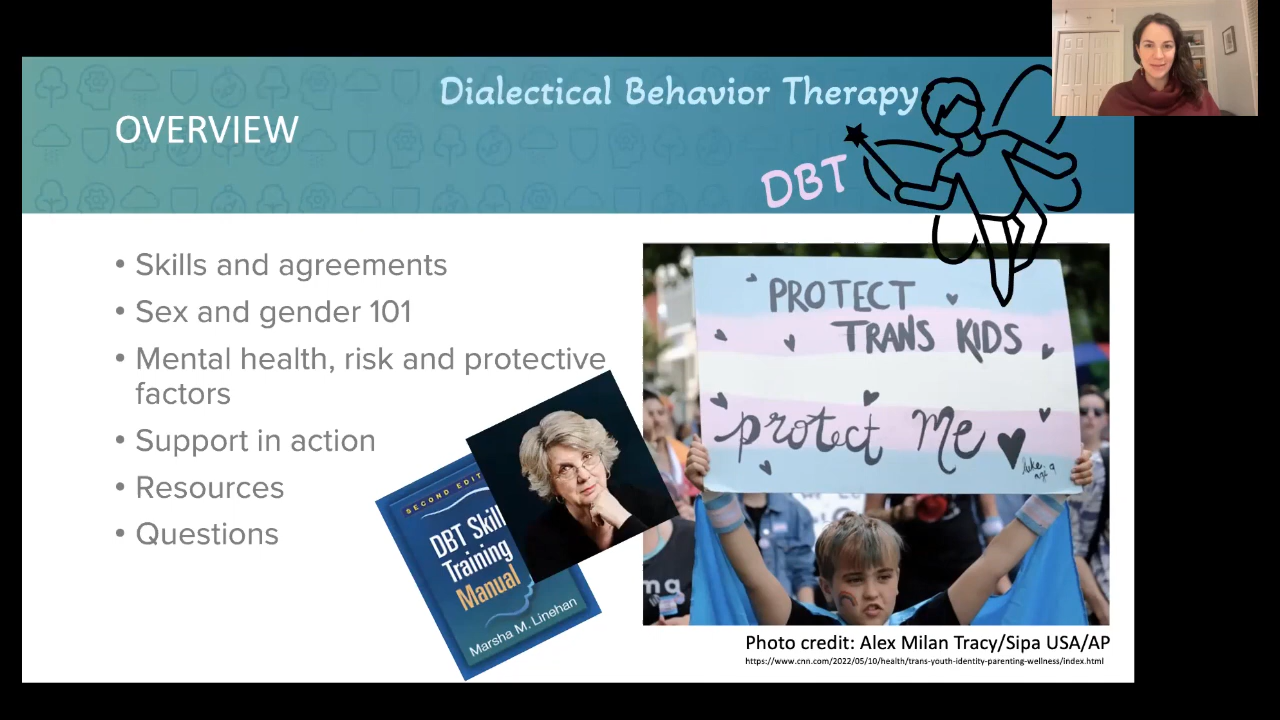 Dialectical Behavior Therapy
OVERVIEW
DBT
• Skills and agreements
• Sex and gender 101
• Mental health, risk and protective
factors
• Support in action
• Resources
• Questions
PROTECT
TRANS KIDS
protect Me
SECOND EDIT
DBT Skill
Training
Manual
Marsha M. Linehan
Photo credit: Alex Milan Tracy/Sipa USA/AP
https://www.cnn.com/2022/05/10/health/trans-youth-identity-parenting-wellness/index.html